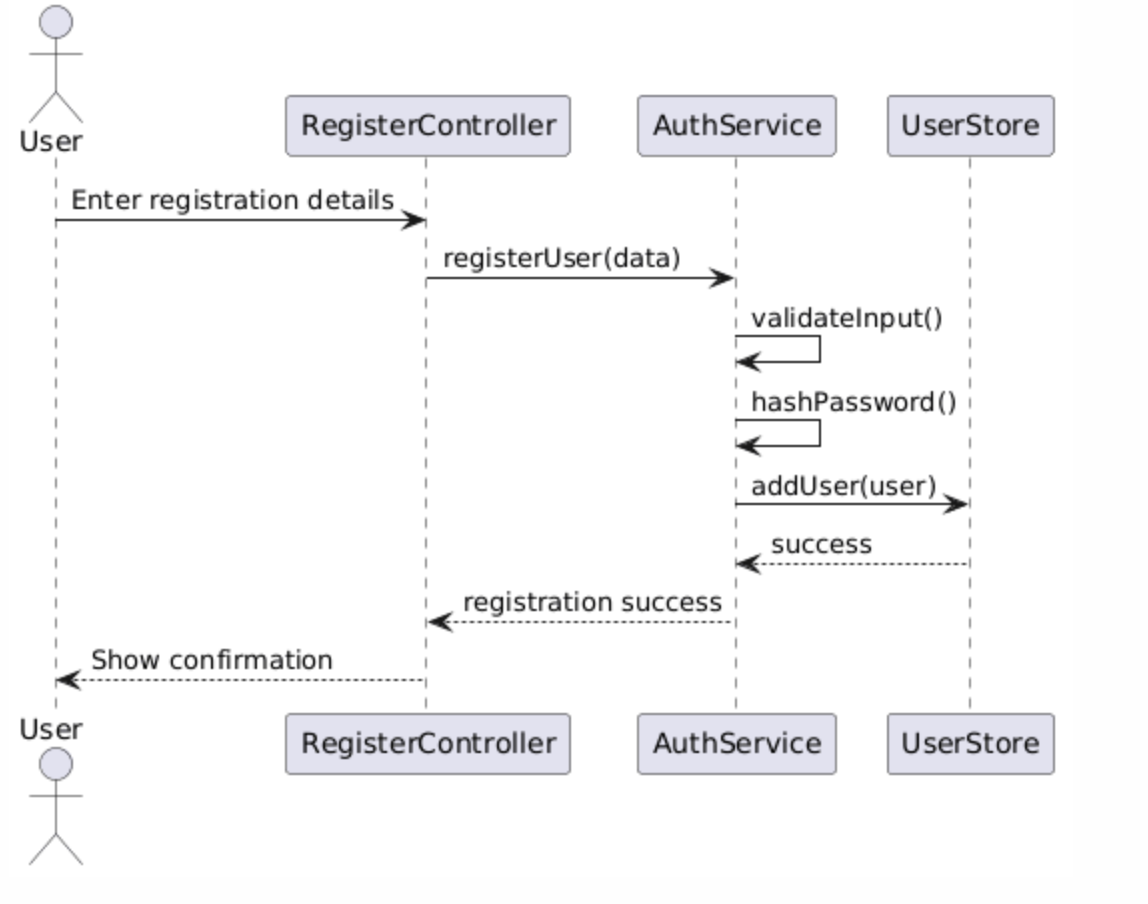 User
RegisterController
AuthService
UserStore
Enter registration details
registerUser(data)
validateInput()
hashPassword()
addUser(user)
success
registration success
Show confirmation
User
RegisterController
AuthService
UserStore